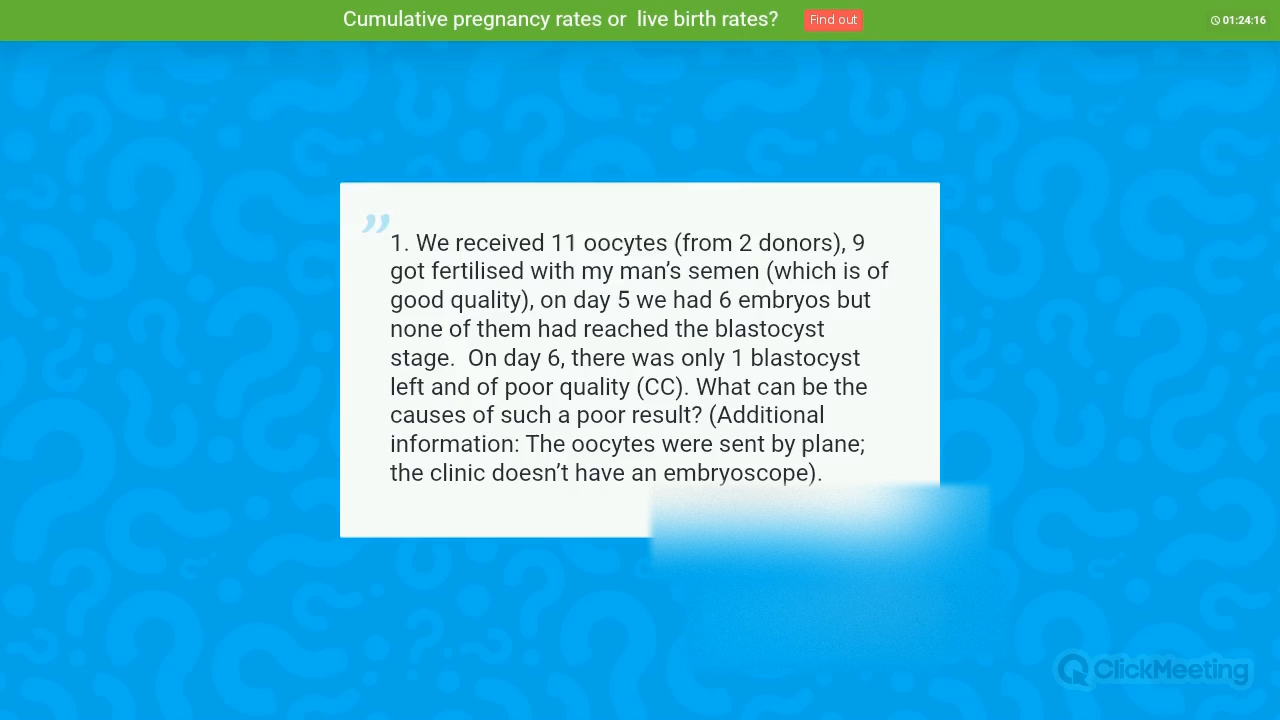 Cumulative pregnancy rates or  live birth rates?
Find out
01:24:16
”
1. We received 11 oocytes (from 2 donors), 9
got fertilised with my man’s semen (which is of
good quality), on day 5 we had 6 embryos but
none of them had reached the blastocyst
stage.  On day 6, there was only 1 blastocyst
left and of poor quality (CC). What can be the
causes of such a poor result? (Additional
information: The oocytes were sent by plane;
the clinic doesn’t have an embryoscope).
ClickMeeting